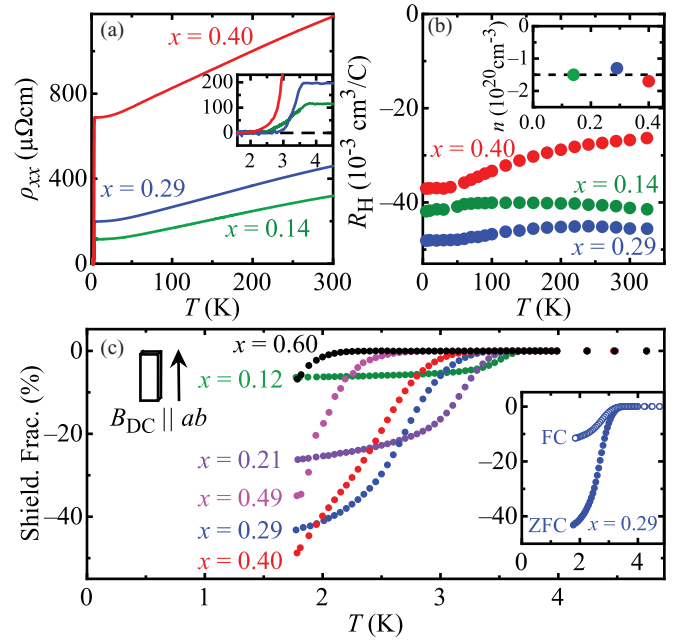 (a)
x = 0.40
x = 0.29
x = 0.14
800
400
0
ρxx (μΩcm)
200
100
0
2 3 4
0 100 200 300
T (K)
(b)
−0
−20
−40
−60
RH (10⁻³ cm³/C)
n (10²⁰cm⁻³)
−0
−1
−2
0.0 0.2 0.4
x = 0.40
x = 0.14
x = 0.29
0 100 200 300
T (K)
(c)
x = 0.60
x = 0.12
BDC || ab
x = 0.21
x = 0.49
x = 0.29
x = 0.40
0
−20
−40
Shield. Frac. (%)
0
−20
−40
FC
ZFC
x = 0.29
0 2 4
0 1 2 3 4
T (K)